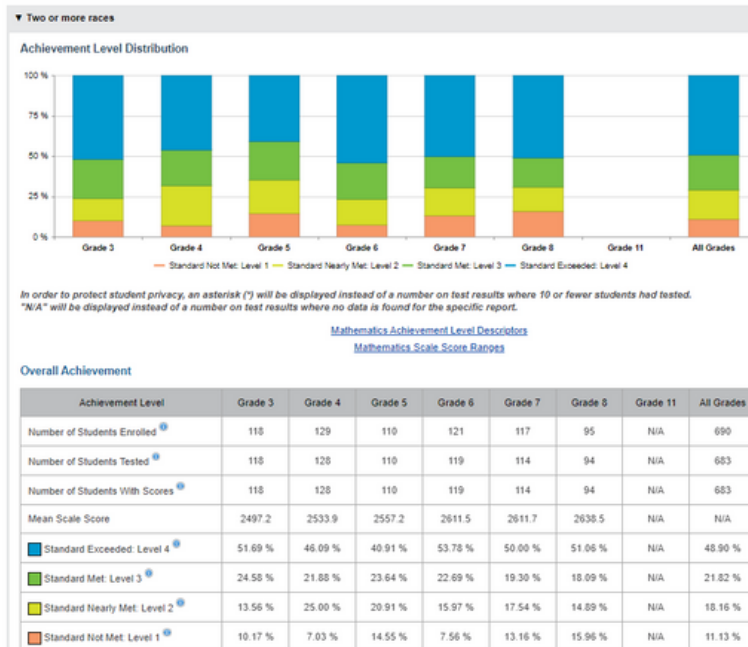 ▼ Two or more races
Achievement Level Distribution
100 %
75 %
50 %
25 %
0 %
Grade 3 Grade 4 Grade 5 Grade 6 Grade 7 Grade 8 Grade 11 All Grades
Standard Not Met: Level 1 Standard Nearly Met: Level 2 Standard Met: Level 3 Standard Exceeded: Level 4
In order to protect student privacy, an asterisk (*) will be displayed instead of a number on test results where 10 or fewer students had tested.
"N/A" will be displayed instead of a number on test results where no data is found for the specific report.
Mathematics Achievement Level Descriptors
Mathematics Scale Score Ranges
Overall Achievement
Achievement Level Grade 3 Grade 4 Grade 5 Grade 6 Grade 7 Grade 8 Grade 11 All Grades
Number of Students Enrolled 118 129 110 121 117 95 N/A 690
Number of Students Tested 118 128 110 119 114 94 N/A 683
Number of Students With Scores 118 128 110 119 114 94 N/A 683
Mean Scale Score 2497.2 2533.9 2557.2 2611.5 2611.7 2638.5 N/A N/A
Standard Exceeded: Level 4 51.69 % 46.09 % 40.91 % 53.78 % 50.00 % 51.06 % N/A 48.90 %
Standard Met: Level 3 24.58 % 21.88 % 23.64 % 22.69 % 19.30 % 18.09 % N/A 21.82 %
Standard Nearly Met: Level 2 13.56 % 25.00 % 20.91 % 15.97 % 17.54 % 14.89 % N/A 18.16 %
Standard Not Met: Level 1 10.17 % 7.03 % 14.55 % 7.56 % 13.16 % 15.96 % N/A 11.13 %